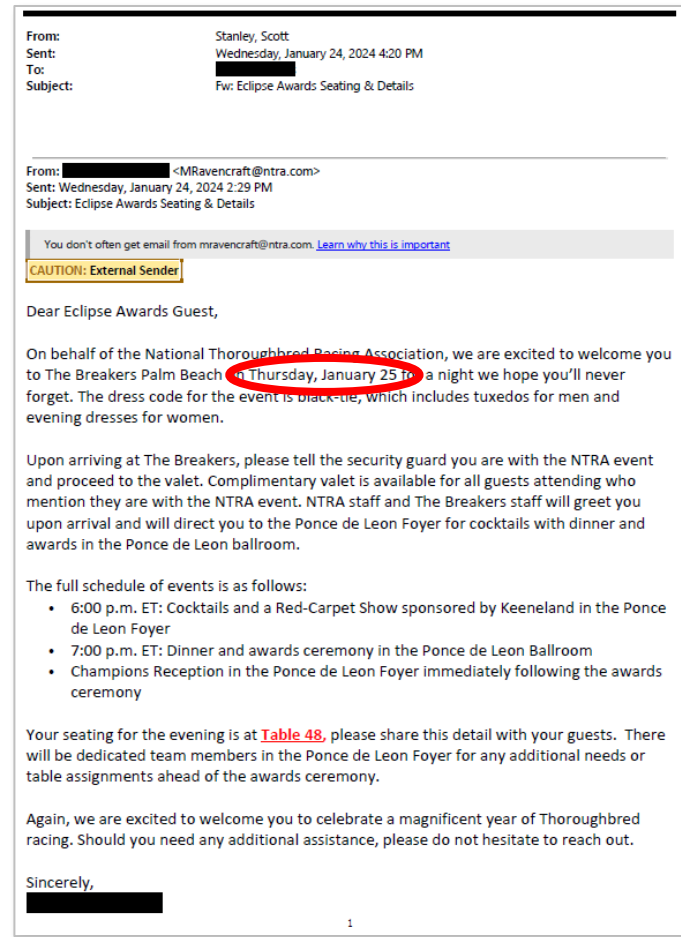 From: Stanley, Scott
Sent: Wednesday, January 24, 2024 4:20 PM
To:
Subject: Fw: Eclipse Awards Seating & Details
From: <MRavencraft@ntra.com>
Sent: Wednesday, January 24, 2024 2:29 PM
Subject: Eclipse Awards Seating & Details
You don't often get email from mravencraft@ntra.com. Learn why this is important
CAUTION: External Sender
Dear Eclipse Awards Guest,
On behalf of the National Thoroughbred Racing Association, we are excited to welcome you
to The Breakers Palm Beach on Thursday, January 25 for a night we hope you'll never
forget. The dress code for the event is black-tie, which includes tuxedos for men and
evening dresses for women.
Upon arriving at The Breakers, please tell the security guard you are with the NTRA event
and proceed to the valet. Complimentary valet is available for all guests attending who
mention they are with the NTRA event. NTRA staff and The Breakers staff will greet you
upon arrival and will direct you to the Ponce de Leon Foyer for cocktails with dinner and
awards in the Ponce de Leon ballroom.
The full schedule of events is as follows:
• 6:00 p.m. ET: Cocktails and a Red-Carpet Show sponsored by Keeneland in the Ponce
de Leon Foyer
• 7:00 p.m. ET: Dinner and awards ceremony in the Ponce de Leon Ballroom
• Champions Reception in the Ponce de Leon Foyer immediately following the awards
ceremony
Your seating for the evening is at Table 48, please share this detail with your guests. There
will be dedicated team members in the Ponce de Leon Foyer for any additional needs or
table assignments ahead of the awards ceremony.
Again, we are excited to welcome you to celebrate a magnificent year of Thoroughbred
racing. Should you need any additional assistance, please do not hesitate to reach out.
Sincerely,
1